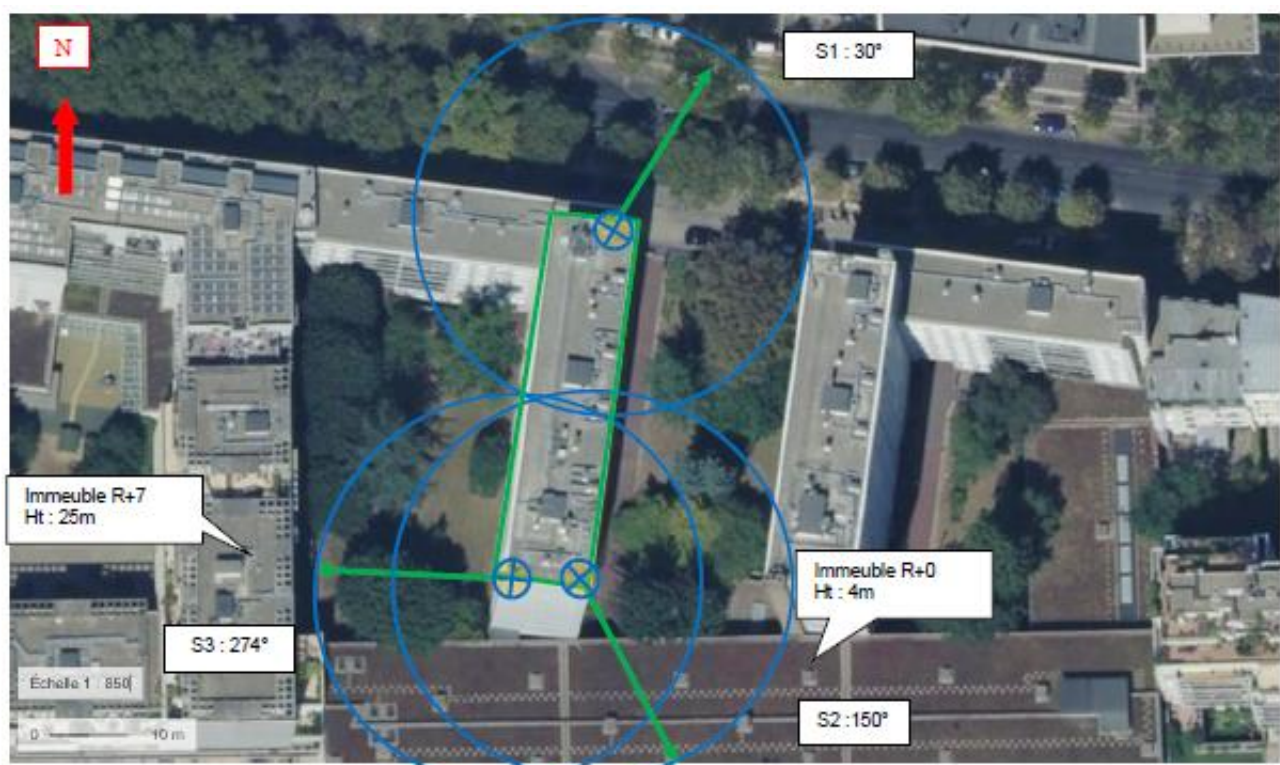 N
S1 : 30°
Immeuble R+7
Ht : 25m
Immeuble R+0
Ht : 4m
S3 : 274°
Échelle 1 850
S2 :150°
0 10 m